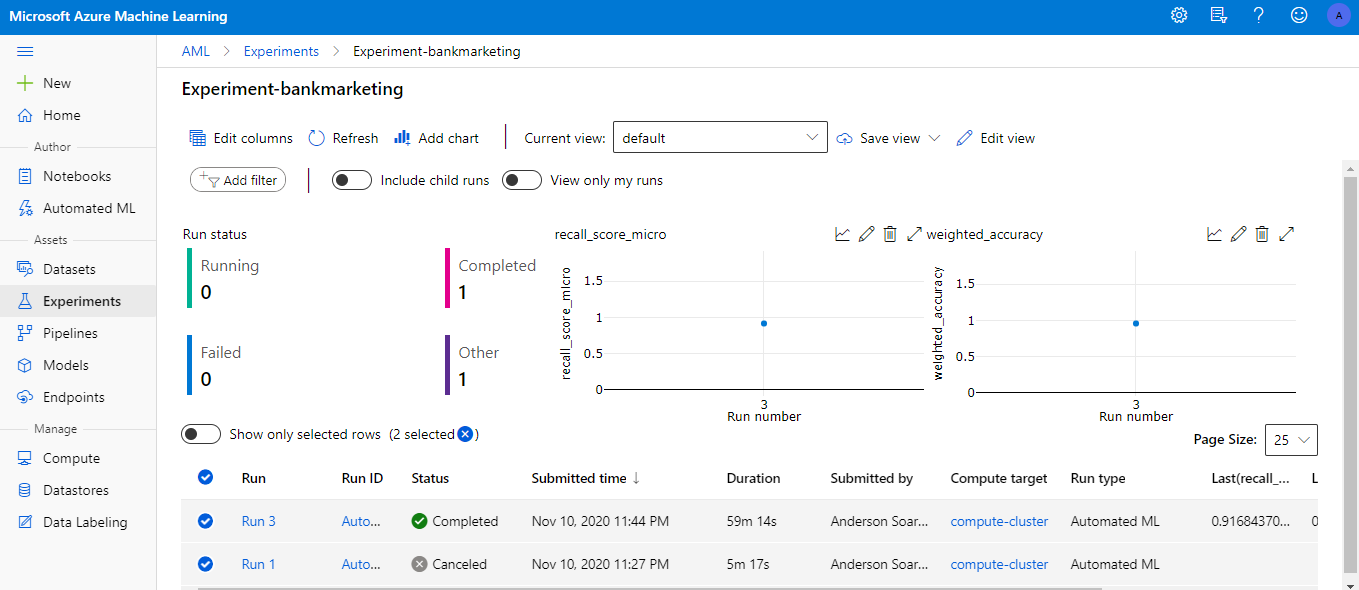 Microsoft Azure Machine Learning
A
AML > Experiments > Experiment-bankmarketing
New
Home
Author
Notebooks
Automated ML
Assets
Datasets
Experiments
Pipelines
Models
Endpoints
Manage
Compute
Datastores
Data Labeling
Experiment-bankmarketing
Edit columns Refresh Add chart Current view: default Save view Edit view
Add filter Include child runs View only my runs
Run status
Running
0
Completed
1
Failed
0
Other
1
recall_score_micro
recall_score_micro
1.5
1
0.5
0
3
Run number
weighted_accuracy
weighted_accuracy
1.5
1
0.5
0
3
Run number
Show only selected rows (2 selected)
Page Size: 25
Run Run ID Status Submitted time ↓ Duration Submitted by Compute target Run type Last(recall_... L
Run 3 Auto... Completed Nov 10, 2020 11:44 PM 59m 14s Anderson Soar... compute-cluster Automated ML 0.91684370... 0
Run 1 Auto... Canceled Nov 10, 2020 11:27 PM 5m 17s Anderson Soar... compute-cluster Automated ML